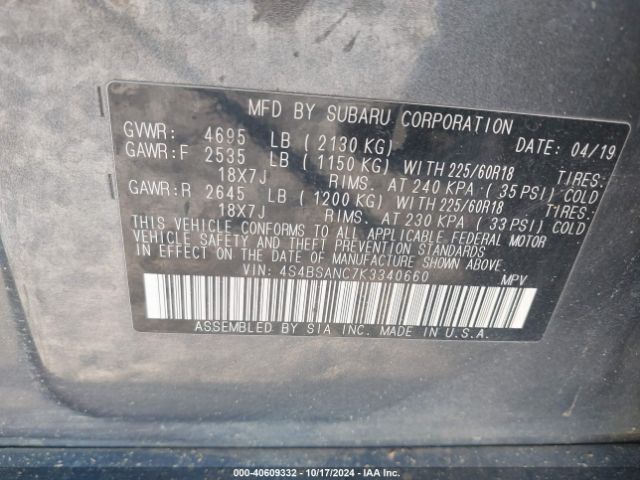 MFD BY SUBARU CORPORATION
GVWR: 4695 LB ( 2130 KG) DATE: 04/19
GAWR:F 2535 LB ( 1150 KG) WITH 225/60R18 TIRES:
18X7J RIMS. AT 240 KPA ( 35 PSI) COLD
GAWR:R 2645 LB ( 1200 KG) WITH 225/60R18 TIRES:
18X7J RIMS. AT 230 KPA ( 33 PSI) COLD
THIS VEHICLE CONFORMS TO ALL APPLICABLE FEDERAL MOTOR
VEHICLE SAFETY AND THEFT PREVENTION STANDARDS
IN EFFECT ON THE DATE OF MANUFACTURE SHOWN ABOVE.
VIN: 4S4BSANC7K3340660 MPV
ASSEMBLED BY SIA INC. MADE IN U.S.A.
000-40609332 - 10/17/2024 - IAAI.com